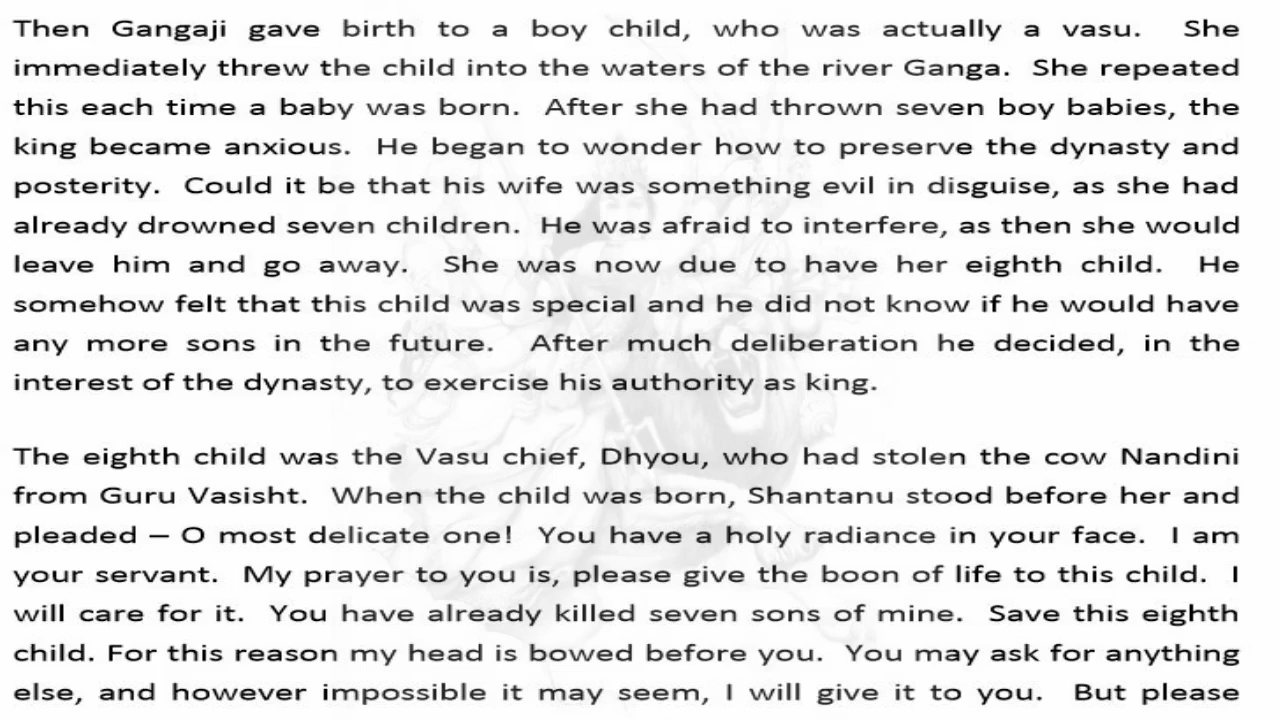 Then Gangaji gave birth to a boy child, who was actually a vasu. She
immediately threw the child into the waters of the river Ganga. She repeated
this each time a baby was born. After she had thrown seven boy babies, the
king became anxious. He began to wonder how to preserve the dynasty and
posterity. Could it be that his wife was something evil in disguise, as she had
already drowned seven children. He was afraid to interfere, as then she would
leave him and go away. She was now due to have her eighth child. He
somehow felt that this child was special and he did not know if he would have
any more sons in the future. After much deliberation he decided, in the
interest of the dynasty, to exercise his authority as king.

The eighth child was the Vasu chief, Dhyou, who had stolen the cow Nandini
from Guru Vasisht. When the child was born, Shantanu stood before her and
pleaded – O most delicate one! You have a holy radiance in your face. I am
your servant. My prayer to you is, please give the boon of life to this child. I
will care for it. You have already killed seven sons of mine. Save this eighth
child. For this reason my head is bowed before you. You may ask for anything
else, and however impossible it may seem, I will give it to you. But please